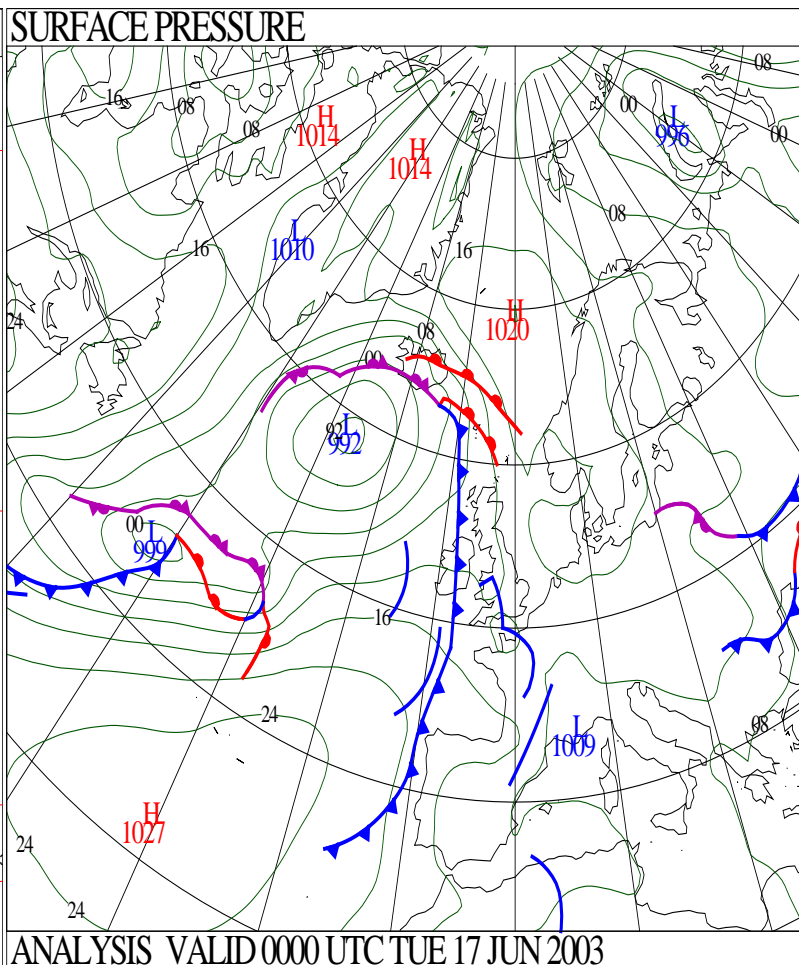 SURFACE PRESSURE
08
16
08
00
L
996
00
H
1014
08
H
1014
08
L
1010
16
16
24
H
1020
08
00
L
992
92
00
L
999
16
24
L
1009
08
H
1027
24
24
ANALYSIS VALID 0000 UTC TUE 17 JUN 2003